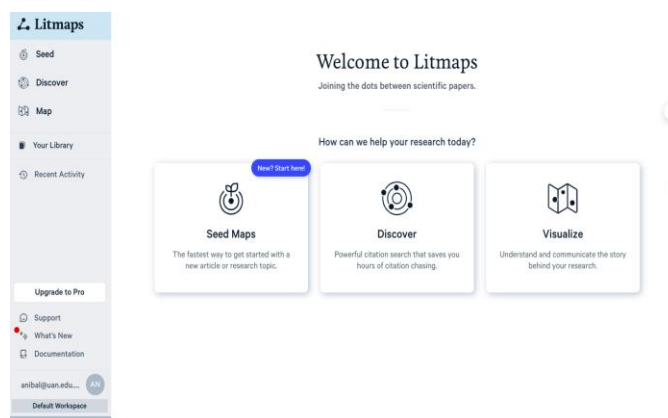 Litmaps
Seed
Discover
Map
Your Library
Recent Activity
Upgrade to Pro
Support
What's New
Documentation
anibal@uan.edu....
AN
Default Workspace
Welcome to Litmaps
Joining the dots between scientific papers.
How can we help your research today?
New? Start here!
Seed Maps
The fastest way to get started with a
new article or research topic.
Discover
Powerful citation search that saves you
hours of citation chasing.
Visualize
Understand and communicate the story
behind your research.